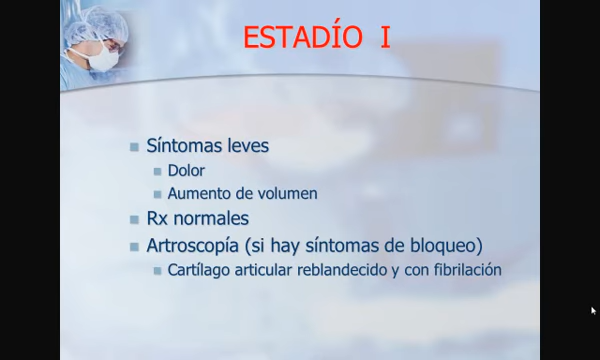 ESTADÍO I
Síntomas leves
Dolor
Aumento de volumen
Rx normales
Artroscopía (si hay síntomas de bloqueo)
Cartílago articular reblandecido y con fibrilación